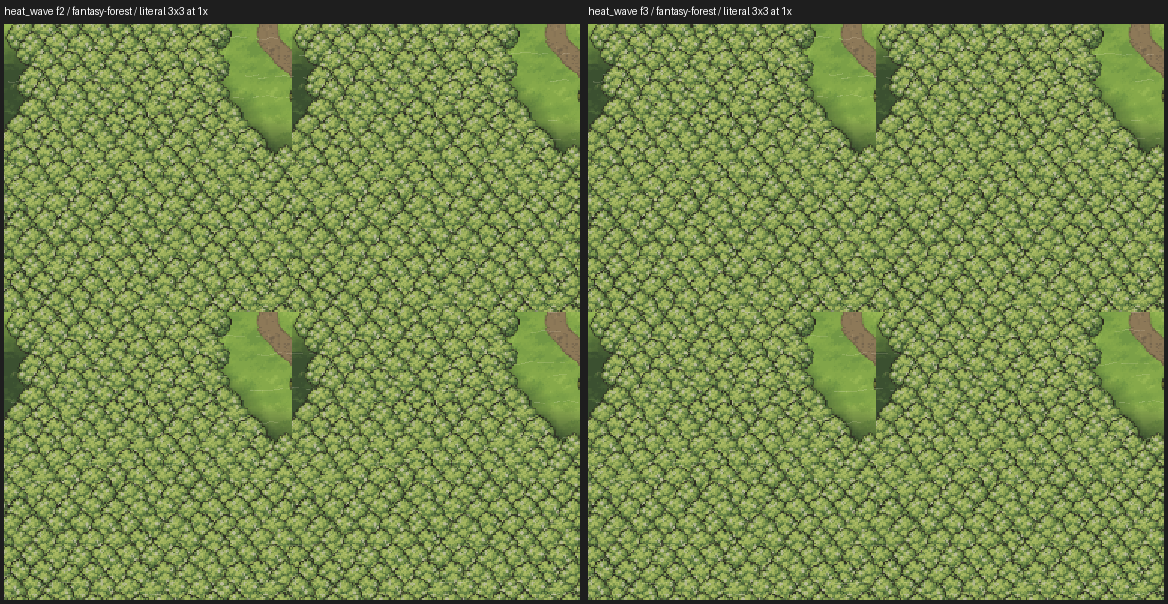 heat_wave f2 / fantasy-forest / literal 3x3 at 1x
heat_wave f3 / fantasy-forest / literal 3x3 at 1x